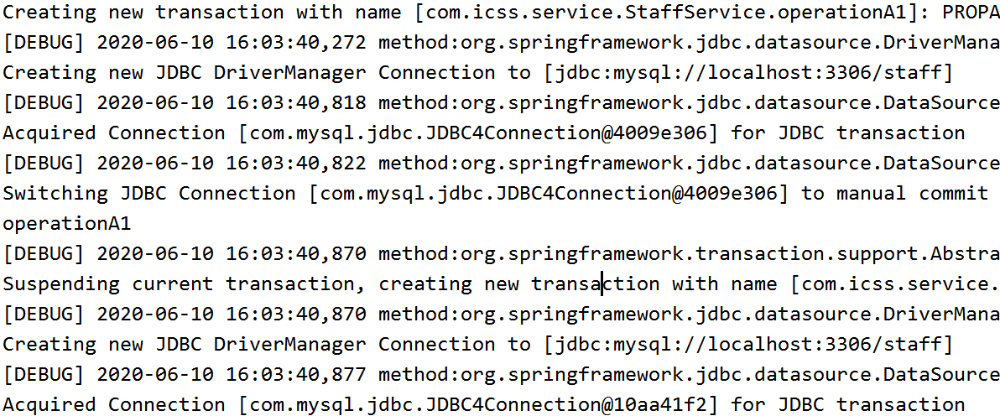 Creating new transaction with name [com.icss.service.StaffService.operationA1]: PROPA
[DEBUG] 2020-06-10 16:03:40,272 method:org.springframework.jdbc.datasource.DriverMana
Creating new JDBC DriverManager Connection to [jdbc:mysql://localhost:3306/staff]
[DEBUG] 2020-06-10 16:03:40,818 method:org.springframework.jdbc.datasource.DataSource
Acquired Connection [com.mysql.jdbc.JDBC4Connection@4009e306] for JDBC transaction
[DEBUG] 2020-06-10 16:03:40,822 method:org.springframework.jdbc.datasource.DataSource
Switching JDBC Connection [com.mysql.jdbc.JDBC4Connection@4009e306] to manual commit
operationA1
[DEBUG] 2020-06-10 16:03:40,870 method:org.springframework.transaction.support.Abstra
Suspending current transaction, creating new transaction with name [com.icss.service.
[DEBUG] 2020-06-10 16:03:40,870 method:org.springframework.jdbc.datasource.DriverMana
Creating new JDBC DriverManager Connection to [jdbc:mysql://localhost:3306/staff]
[DEBUG] 2020-06-10 16:03:40,877 method:org.springframework.jdbc.datasource.DataSource
Acquired Connection [com.mysql.jdbc.JDBC4Connection@10aa41f2] for JDBC transaction